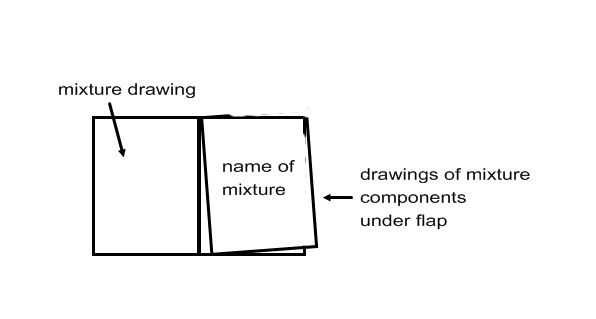 mixture drawing
name of
mixture
drawings of mixture
components
under flap